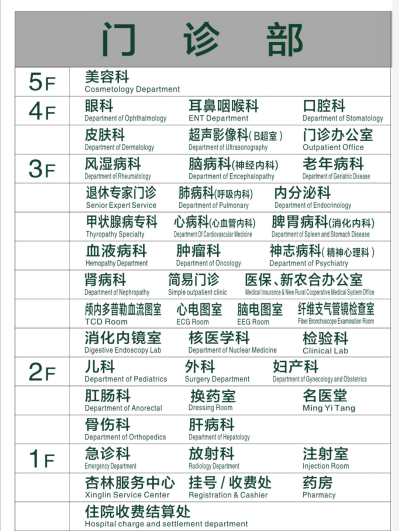 门诊部
5F 美容科
Cosmetology Department
4F 眼科 耳鼻咽喉科 口腔科
Department of Ophthalmology ENT Department Department of Stomatology
皮肤科 超声影像科(B超室) 门诊办公室
Department of Dermatology Department of Ultrasonography Outpatient Office
3F 风湿病科 脑病科(神经内科) 老年病科
Department of Rheumatology Department of Encephalopathy Department of Geriatric Disease
退休专家门诊 肺病科(呼吸内科) 内分泌科
Senior Expert Service Department of Pulmonary Department of Endocrinology
甲状腺病专科 心病科(心血管内科) 脾胃病科(消化内科)
Thyropathy Specialty Department Of Cardiovascular Medicine Department of Spleen and Stomach Disease
血液病科 肿瘤科 神志病科(精神心理科)
Hemopathy Department Department of Oncology Department of Psychiatry
肾病科 简易门诊 医保、新农合办公室
Department of Nephropathy Simple outpatient clinic Medical Insurance & New Rural Cooperative Medical System Office
颅内多普勒血流图室 心电图室 脑电图室 纤维支气管镜检查室
TCD Room ECG Room EEG Room Fiber Bronchoscope Examination Room
消化内镜室 核医学科 检验科
Digestive Endoscopy Lab Department of Nuclear Medicine Clinical Lab
2F 儿科 外科 妇产科
Department of Pediatrics Surgery Department Department of Gynecology and Obstetrics
肛肠科 换药室 名医堂
Department of Anorectal Dressing Room Ming Yi Tang
骨伤科 肝病科
Department of Orthopedics Department of Hepatology
1F 急诊科 放射科 注射室
Emergency Department Radiology Department Injection Room
杏林服务中心 挂号/收费处 药房
Xinglin Service Center Registration & Cashier Pharmacy
住院收费结算处
Hospital charge and settlement department